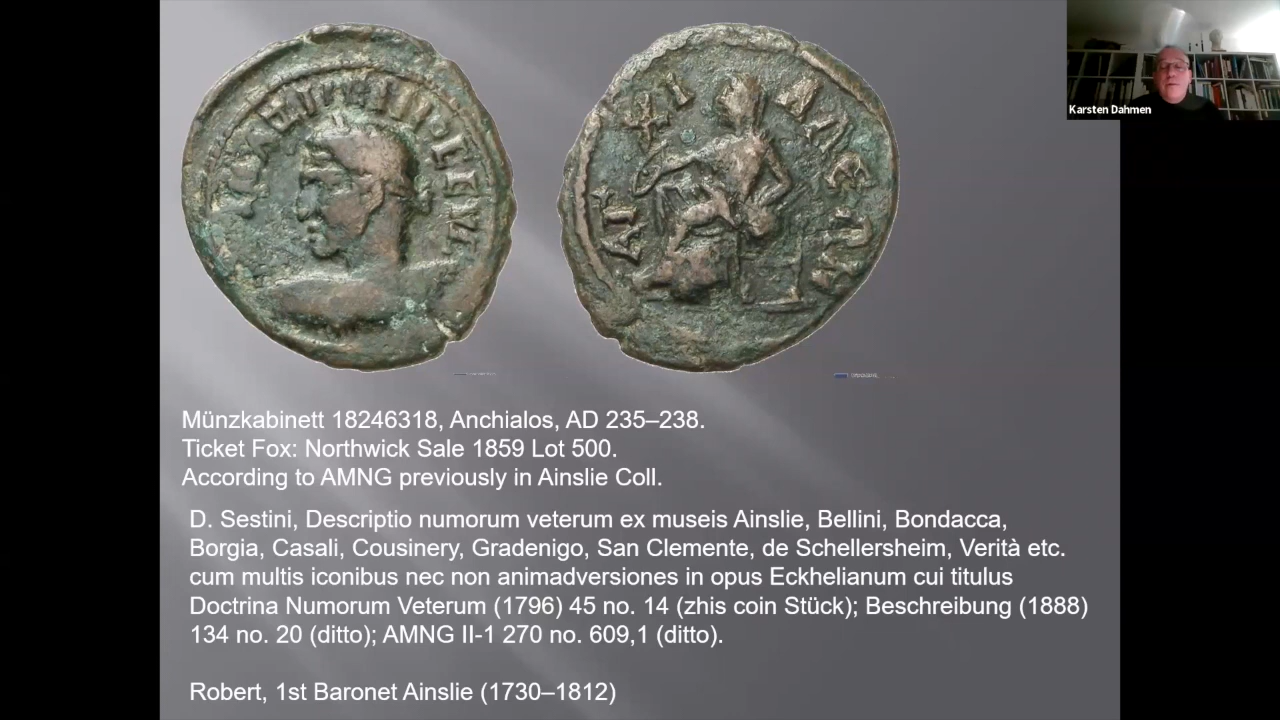 Karsten Dahmen
Münzkabinett 18246318, Anchialos, AD 235–238.
Ticket Fox: Northwick Sale 1859 Lot 500.
According to AMNG previously in Ainslie Coll.
D. Sestini, Descriptio numorum veterum ex museis Ainslie, Bellini, Bondacca,
Borgia, Casali, Cousinery, Gradenigo, San Clemente, de Schellersheim, Verità etc.
cum multis iconibus nec non animadversiones in opus Eckhelianum cui titulus
Doctrina Numorum Veterum (1796) 45 no. 14 (zhis coin Stück); Beschreibung (1888)
134 no. 20 (ditto); AMNG II-1 270 no. 609,1 (ditto).
Robert, 1st Baronet Ainslie (1730–1812)